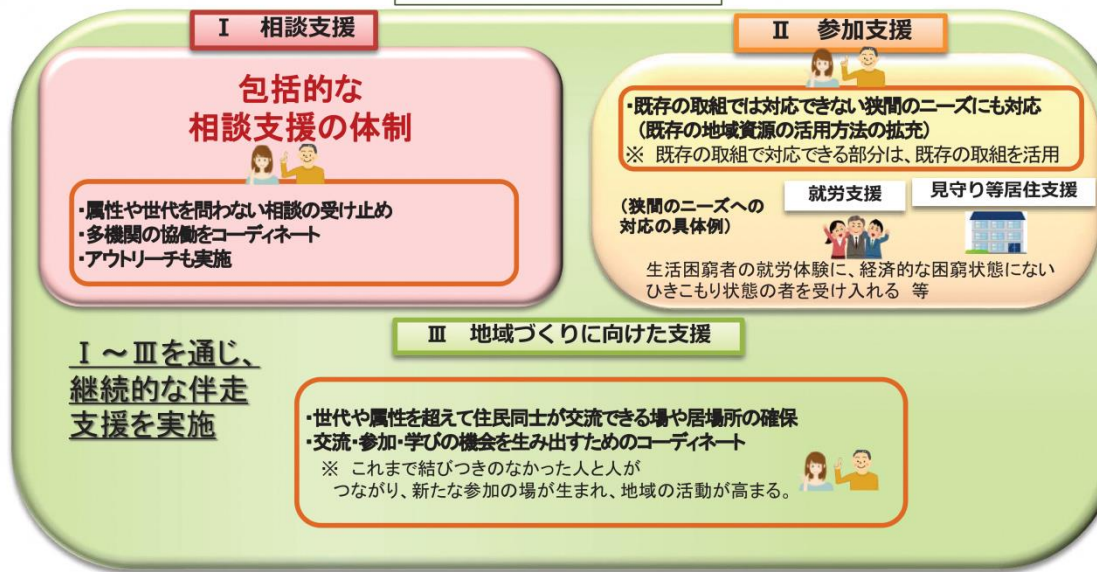 Ⅰ 相談支援
包括的な
相談支援の体制
・属性や世代を問わない相談の受け止め
・多機関の協働をコーディネート
・アウトリーチも実施
Ⅱ 参加支援
・既存の取組では対応できない狭間のニーズにも対応
（既存の地域資源の活用方法の拡充）
※ 既存の取組で対応できる部分は、既存の取組を活用
（狭間のニーズへの
対応の具体例）
就労支援
見守り等居住支援
生活困窮者の就労体験に、経済的な困窮状態にない
ひきこもり状態の者を受け入れる 等
Ⅲ 地域づくりに向けた支援
Ⅰ～Ⅲを通じ、
継続的な伴走
支援を実施
・世代や属性を超えて住民同士が交流できる場や居場所の確保
・交流・参加・学びの機会を生み出すためのコーディネート
※ これまで結びつきのなかった人と人が
つながり、新たな参加の場が生まれ、地域の活動が高まる。